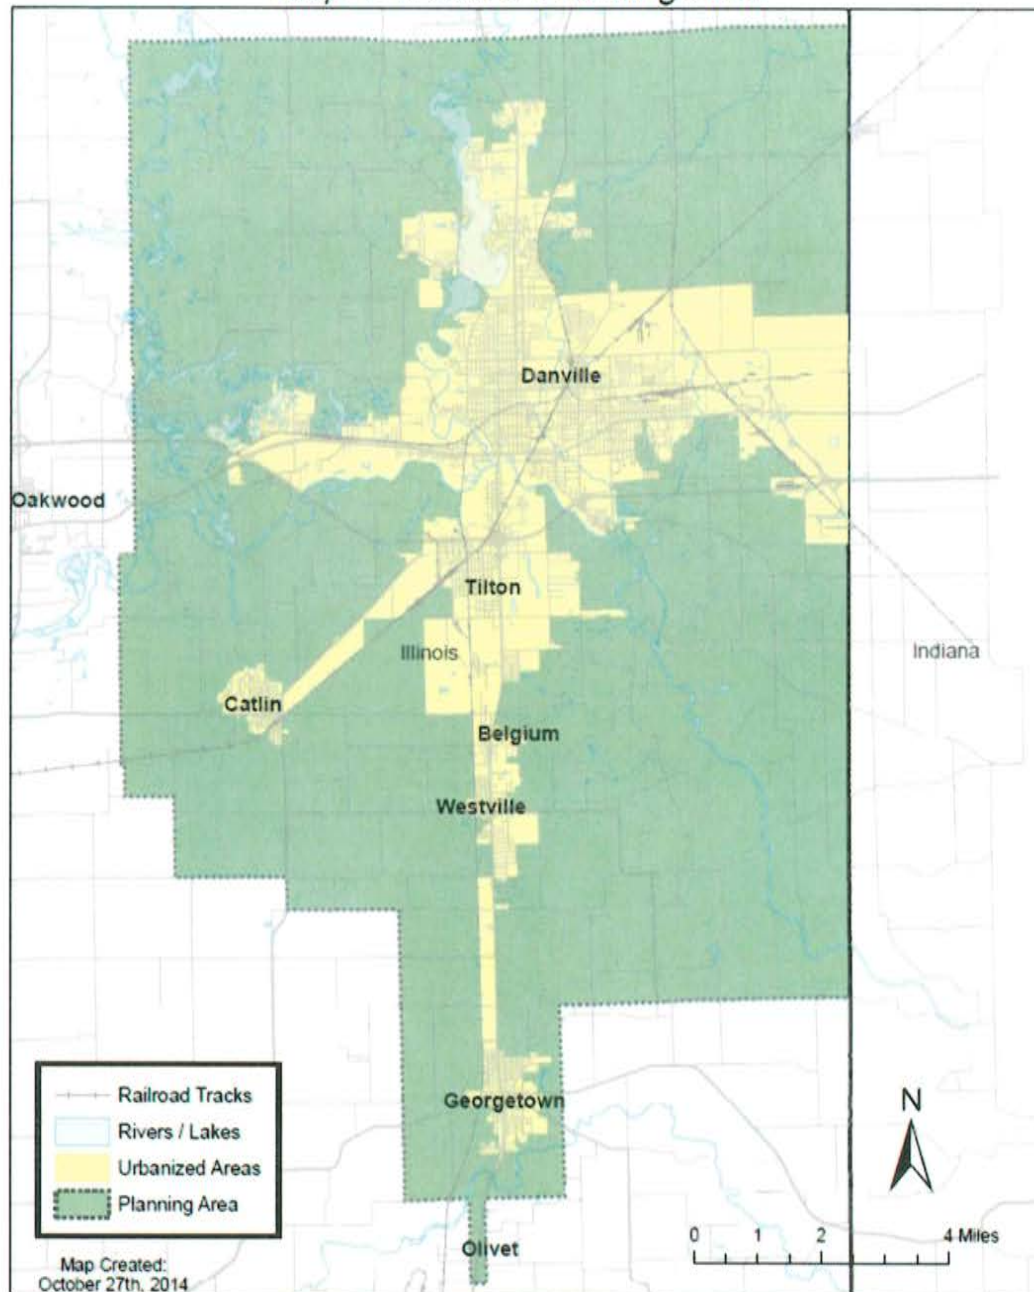 Danville
Oakwood
Tilton
Illinois
Indiana
Catlin
Belgium
Westville
Georgetown
Olivet
Railroad Tracks
Rivers / Lakes
Urbanized Areas
Planning Area
Map Created:
October 27th, 2014
N
0 2 4 Miles